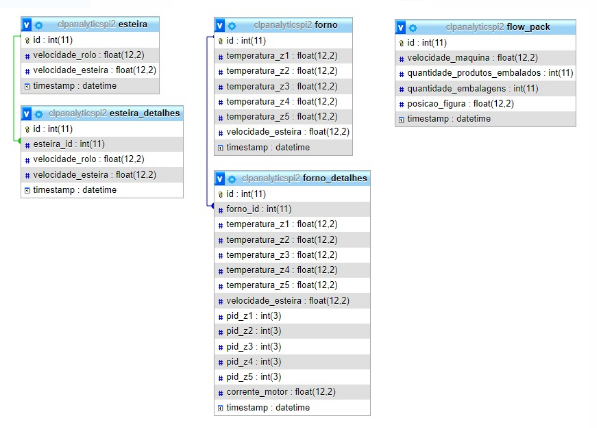 clpanalyticspi2 esteira
id : int(11)
velocidade_rolo : float(12,2)
velocidade_esteira : float(12,2)
timestamp : datetime
clpanalyticspi2 esteira_detalhes
id : int(11)
esteira_id : int(11)
velocidade_rolo : float(12,2)
velocidade_esteira : float(12,2)
timestamp : datetime
clpanalyticspi2 forno
id : int(11)
temperatura_z1 : float(12,2)
temperatura_z2 : float(12,2)
temperatura_z3 : float(12,2)
temperatura_z4 : float(12,2)
temperatura_z5 : float(12,2)
velocidade_esteira : float(12,2)
timestamp : datetime
clpanalyticspi2 forno_detalhes
id : int(11)
forno_id : int(11)
temperatura_z1 : float(12,2)
temperatura_z2 : float(12,2)
temperatura_z3 : float(12,2)
temperatura_z4 : float(12,2)
temperatura_z5 : float(12,2)
velocidade_esteira : float(12,2)
pid_z1 : int(3)
pid_z2 : int(3)
pid_z3 : int(3)
pid_z4 : int(3)
pid_z5 : int(3)
corrente_motor : float(12,2)
timestamp : datetime
clpanalyticspi2 flow_pack
id : int(11)
velocidade_maquina : float(12,2)
quantidade_produtos_embalados : int(11)
quantidade_embalagens : int(11)
posicao_figura : float(12,2)
timestamp : datetime